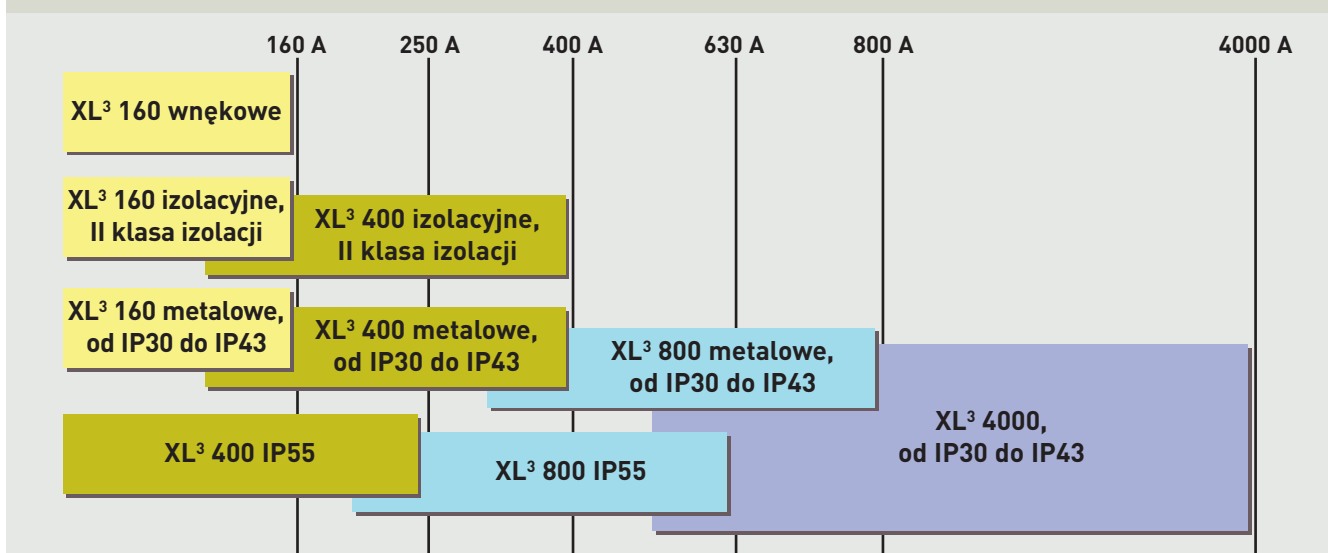 160 A 250 A 400 A 630 A 800 A 4000 A
XL³ 160 wnękowe
XL³ 160 izolacyjne,
II klasa izolacji
XL³ 400 izolacyjne,
II klasa izolacji
XL³ 160 metalowe,
od IP30 do IP43
XL³ 400 metalowe,
od IP30 do IP43
XL³ 800 metalowe,
od IP30 do IP43
XL³ 4000,
od IP30 do IP43
XL³ 400 IP55
XL³ 800 IP55